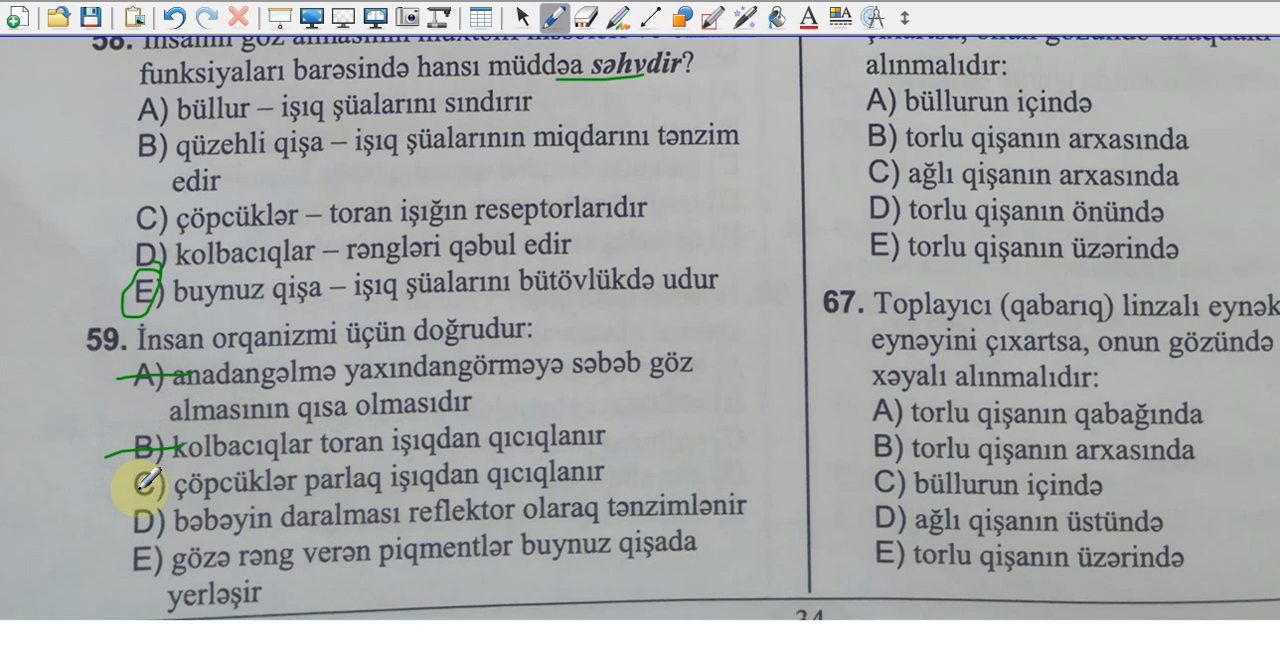 58. İnsanın göz almasının
funksiyaları barəsində hansı müddəa səhvdir?
A) büllur – işıq şüalarını sındırır
B) qüzehli qişa – işıq şüalarının miqdarını tənzim
edir
C) çöpcüklər – toran işığın reseptorlarıdır
D) kolbacıqlar – rəngləri qəbul edir
E) buynuz qişa – işıq şüalarını bütövlükdə udur
59. İnsan orqanizmi üçün doğrudur:
A) anadangəlmə yaxındangörməyə səbəb göz
almasının qısa olmasıdır
B) kolbacıqlar toran işıqdan qıcıqlanır
C) çöpcüklər parlaq işıqdan qıcıqlanır
D) bəbəyin daralması reflektor olaraq tənzimlənir
E) gözə rəng verən piqmentlər buynuz qişada
yerləşir
alınmalıdır:
A) büllurun içində
B) torlu qişanın arxasında
C) ağlı qişanın arxasında
D) torlu qişanın önündə
E) torlu qişanın üzərində
67. Toplayıcı (qabarıq) linzalı eynək
eynəyini çıxartsa, onun gözündə
xəyalı alınmalıdır:
A) torlu qişanın qabağında
B) torlu qişanın arxasında
C) büllurun içində
D) ağlı qişanın üstündə
E) torlu qişanın üzərində